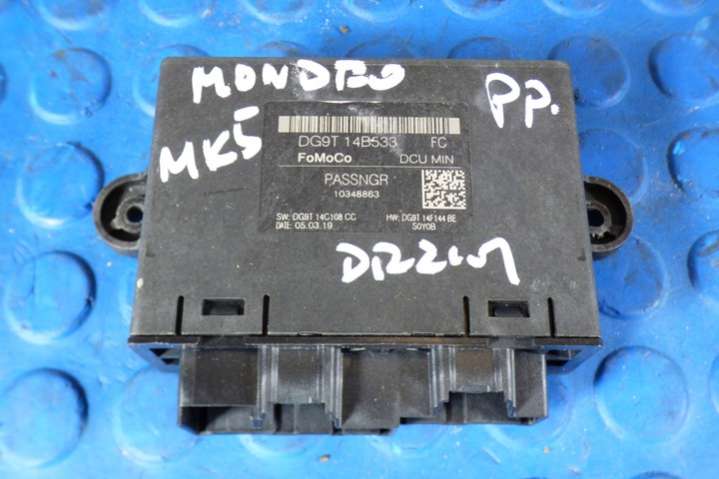 MONDEO
PP.
MK5
DG9T 14B533 FC
FoMoCo DCU MIN
PASSNGR
10348863
SW: DG9T 14C108 CC HW: DG9T 14F144 BE
DATE: 05.03.19 S0Y0B